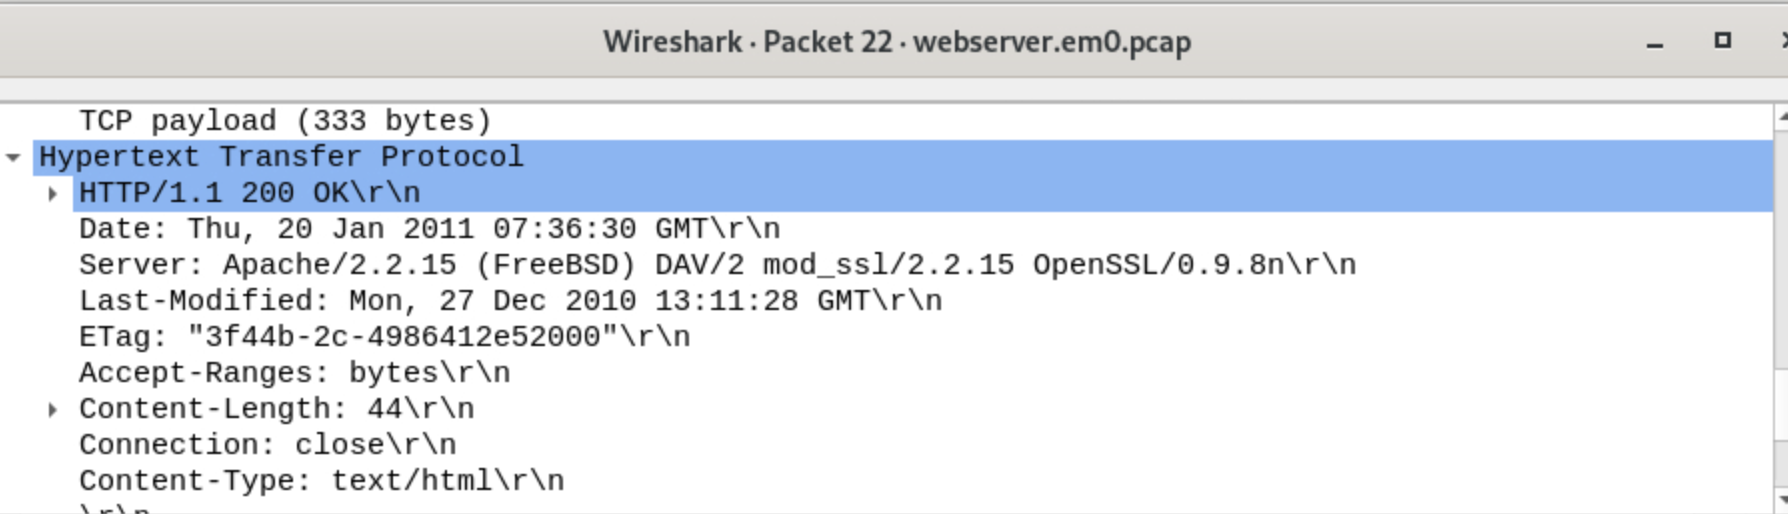 Wireshark · Packet 22 · webserver.em0.pcap
TCP payload (333 bytes)
Hypertext Transfer Protocol
HTTP/1.1 200 OK\r\n
Date: Thu, 20 Jan 2011 07:36:30 GMT\r\n
Server: Apache/2.2.15 (FreeBSD) DAV/2 mod_ssl/2.2.15 OpenSSL/0.9.8n\r\n
Last-Modified: Mon, 27 Dec 2010 13:11:28 GMT\r\n
ETag: "3f44b-2c-4986412e52000"\r\n
Accept-Ranges: bytes\r\n
Content-Length: 44\r\n
Connection: close\r\n
Content-Type: text/html\r\n
\r\n